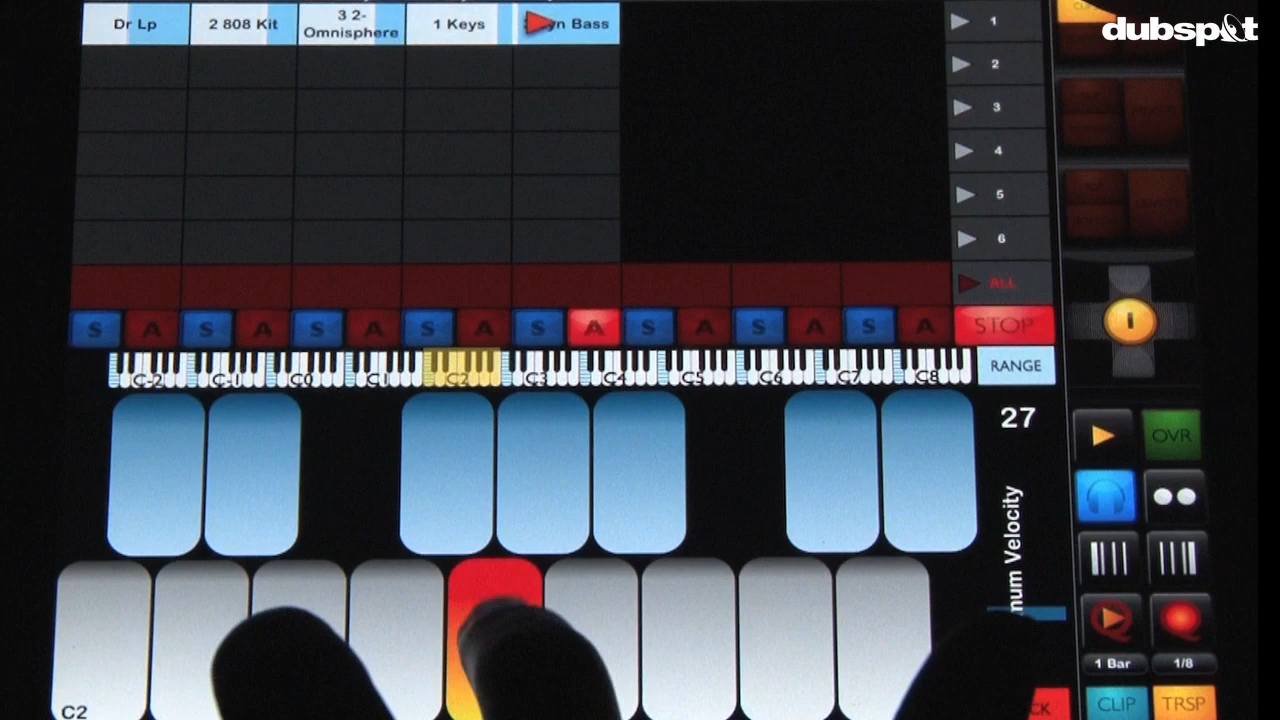 dubspot
Dr Lp
2 808 Kit
3 2-
Omnisphere
1 Keys
Bass
1
2
3
4
5
6
ALL
S A S A S A S A S A S A S A S A
STOP
C-2 C-1 C0 C1 C2 C3 C4 C5 C6 C7 C8
RANGE
27
Velocity
OVR
1 Bar
1/8
C2
CLIP
TRSP